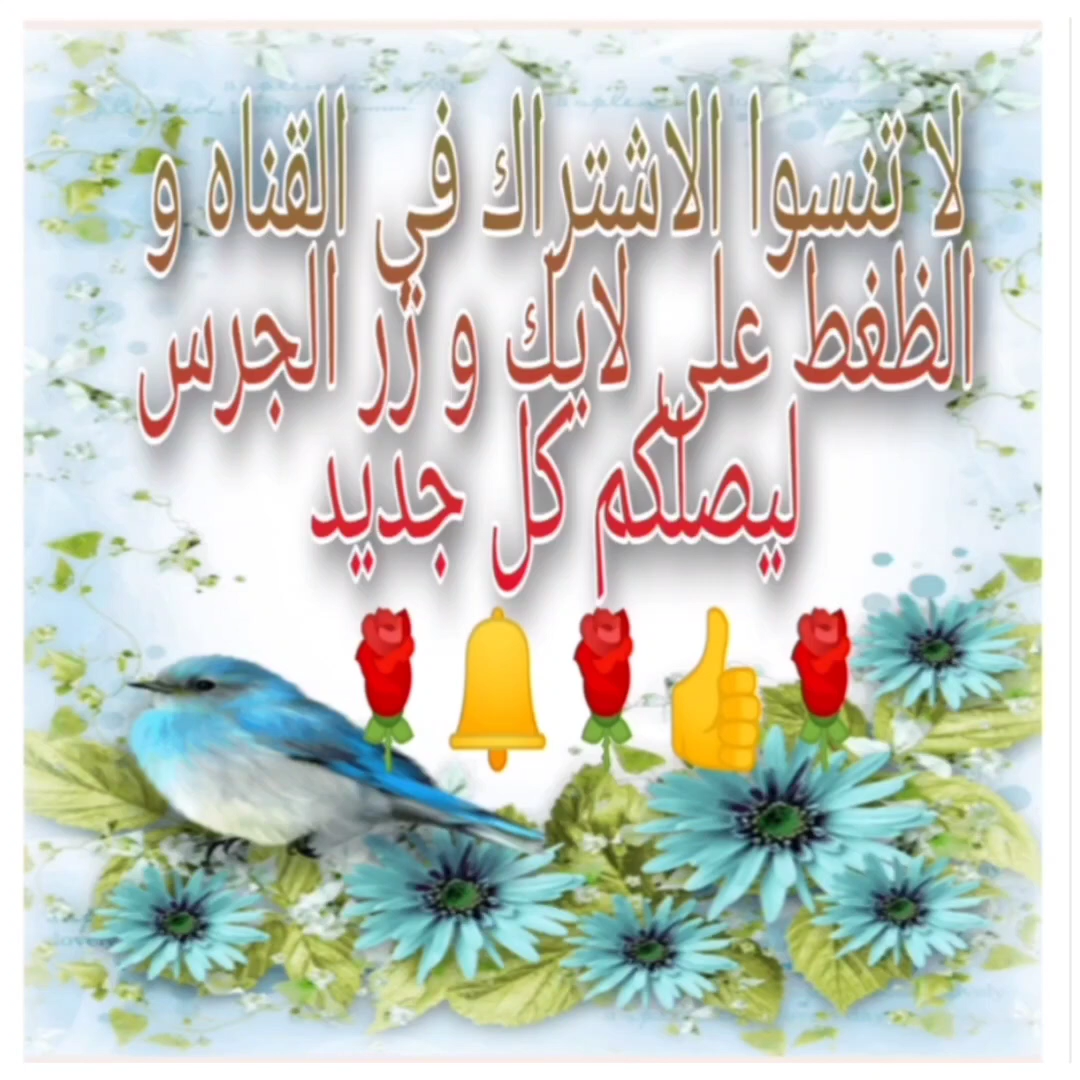 لا تنسوا الاشتراك في القناه و
الظغط على لايك و زر الجرس
ليصلكم كل جديد